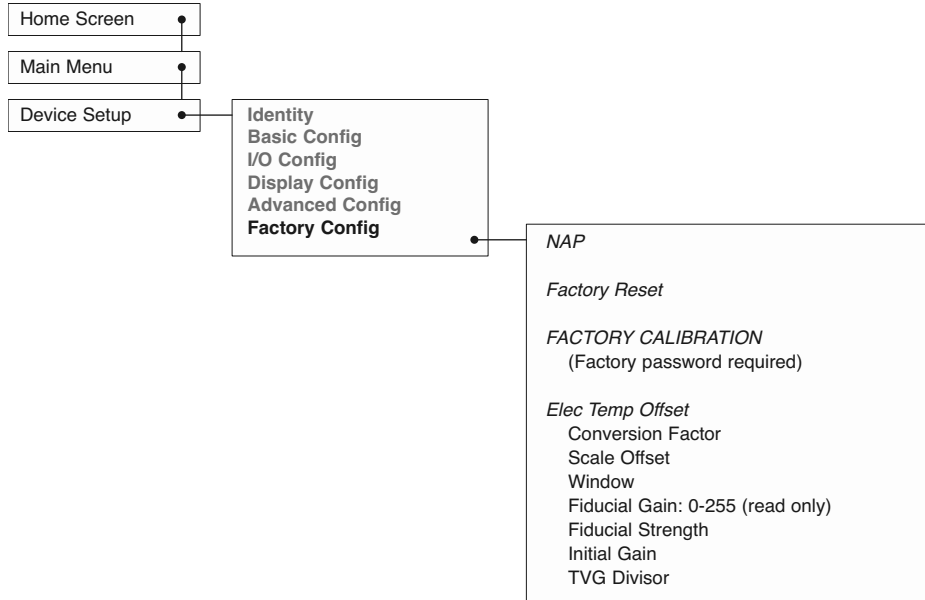 Home Screen
Main Menu
Device Setup
Identity
Basic Config
I/O Config
Display Config
Advanced Config
Factory Config
NAP
Factory Reset
FACTORY CALIBRATION
(Factory password required)
Elec Temp Offset
Conversion Factor
Scale Offset
Window
Fiducial Gain: 0-255 (read only)
Fiducial Strength
Initial Gain
TVG Divisor